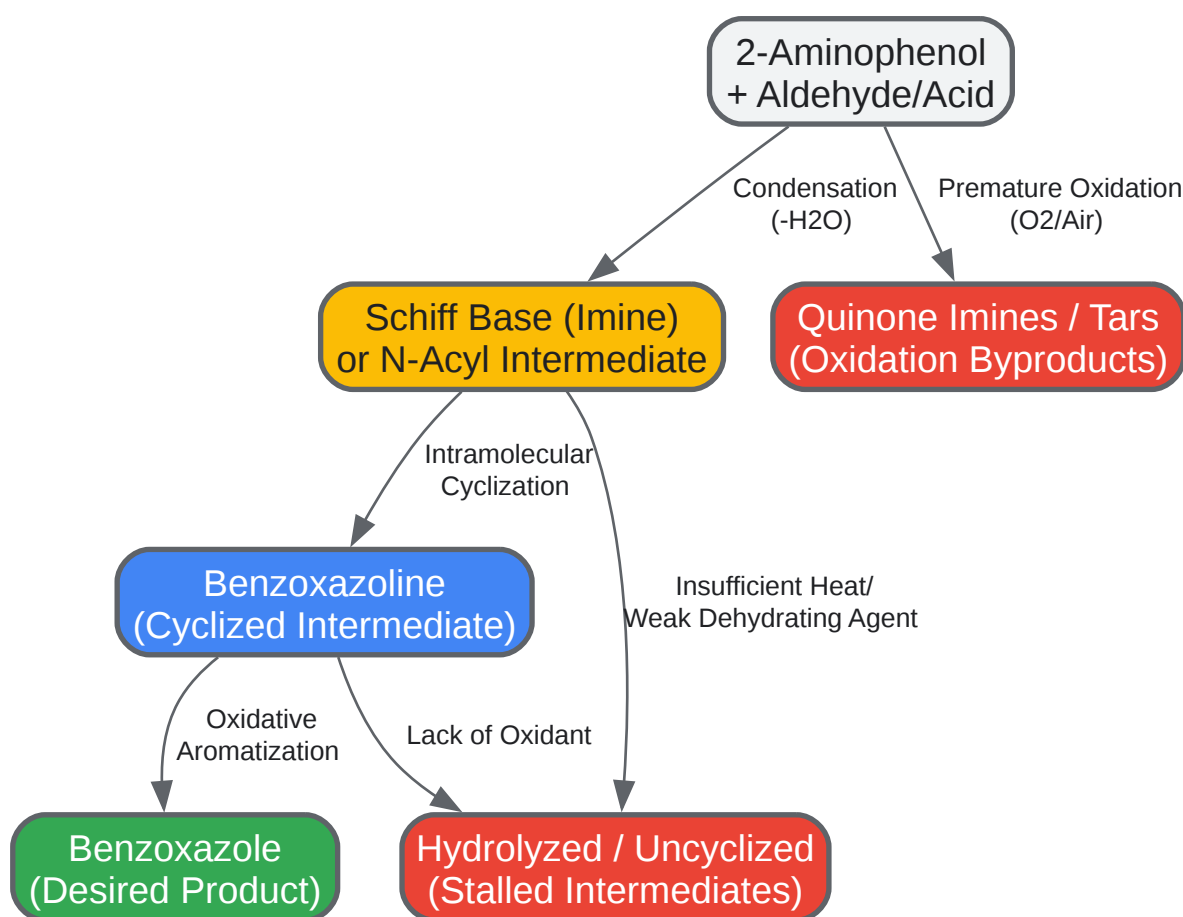 2-Aminophenol
+ Aldehyde/Acid
Condensation
(-H2O)
Premature Oxidation
(O2/Air)
Schiff Base (Imine)
or N-Acyl Intermediate
Quinone Imines / Tars
(Oxidation Byproducts)
Intramolecular
Cyclization
Benzoxazoline
(Cyclized Intermediate)
Insufficient Heat/
Weak Dehydrating Agent
Oxidative
Aromatization
Lack of Oxidant
Benzoxazole
(Desired Product)
Hydrolyzed / Uncyclized
(Stalled Intermediates)